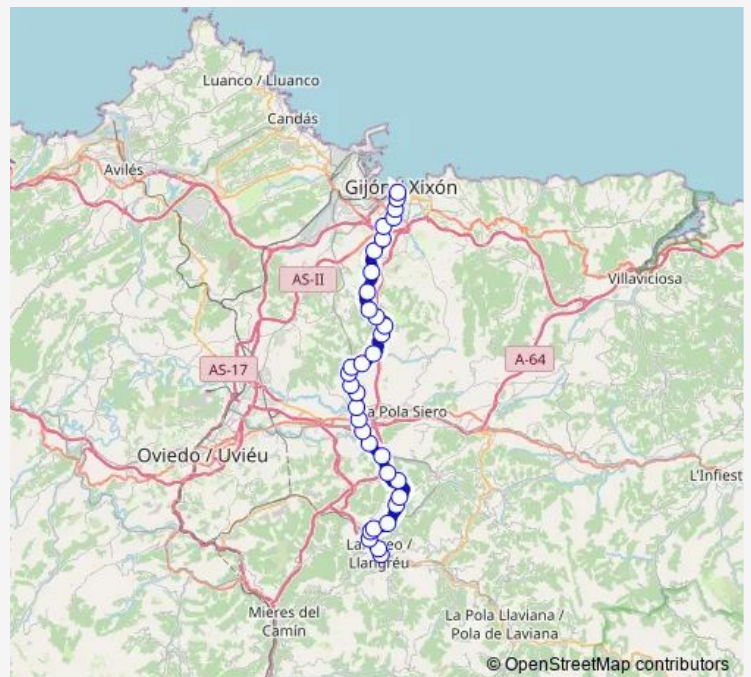 Luanco / Lluanco
Candás
Avilés
Gijón / Xixón
AS-II
Villaviciosa
AS-17
A-64
La Pola Siero
Oviedo / Uviéu
L'Infiest
Langreo /
Llangréu
Mieres del
Camín
La Pola Llaviana /
Pola de Laviana
© OpenStreetMap contributors